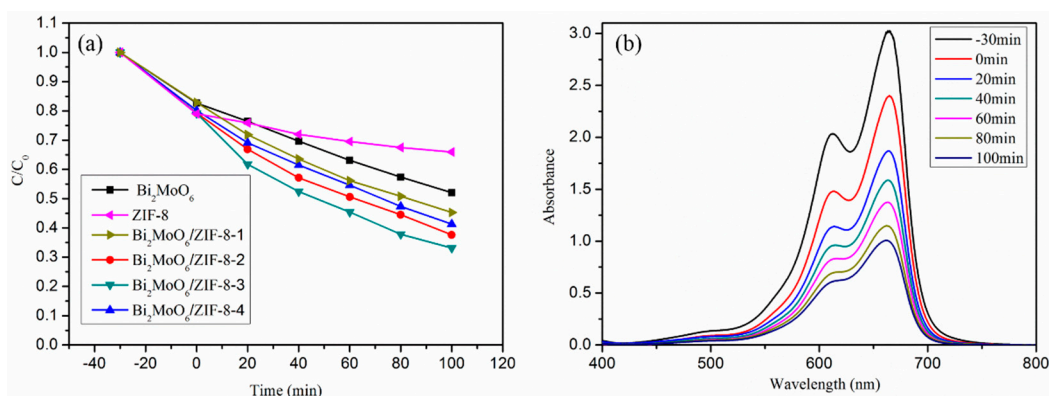 (a)
1.1
1.0
0.9
0.8
0.7
0.6
0.5
0.4
0.3
0.2
0.1
0.0
C/C₀
Bi₂MoO₆
ZIF-8
Bi₂MoO₆/ZIF-8-1
Bi₂MoO₆/ZIF-8-2
Bi₂MoO₆/ZIF-8-3
Bi₂MoO₆/ZIF-8-4
-40 -20 0 20 40 60 80 100 120
Time (min)
(b)
3.0
2.5
2.0
1.5
1.0
0.5
0.0
Absorbance
-30min
0min
20min
40min
60min
80min
100min
400 500 600 700 800
Wavelength (nm)